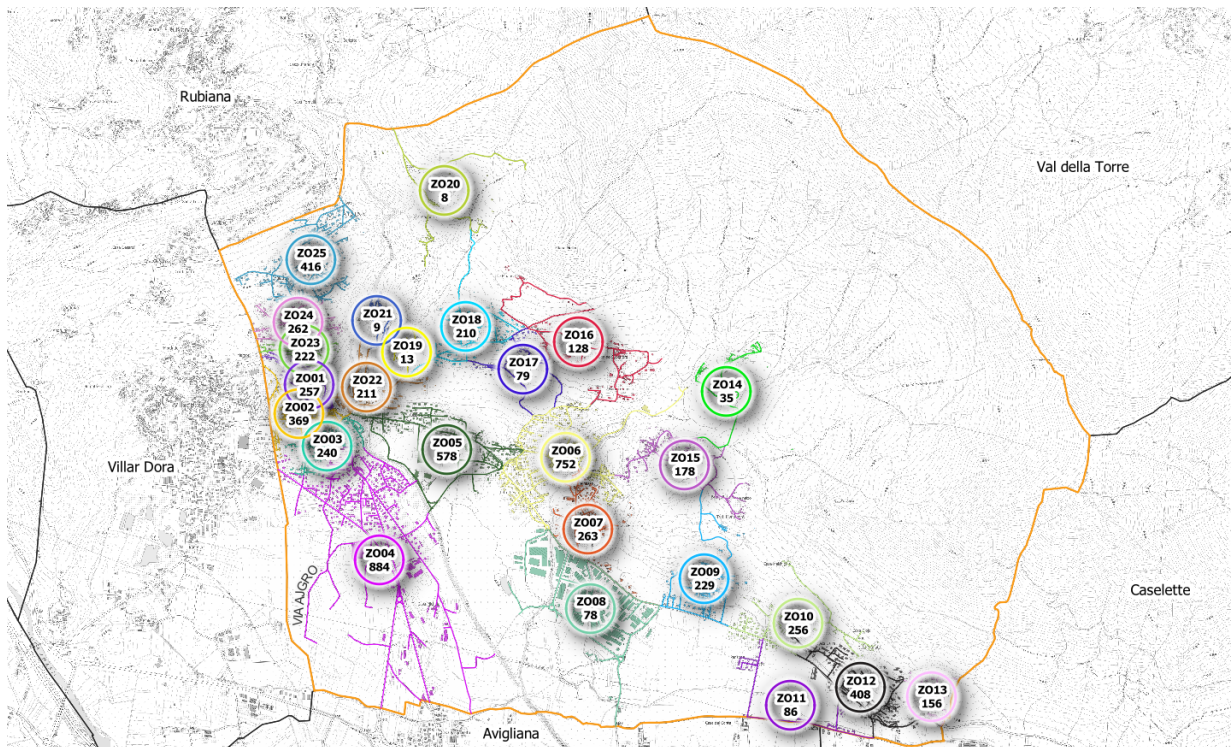 Rubiana
Val della Torre
ZO20
8
ZO25
416
ZO24
262
ZO21
9
ZO18
210
ZO23
222
ZO19
13
ZO16
128
ZO17
79
ZO01
257
ZO22
211
ZO14
35
ZO02
369
ZO03
240
ZO05
578
ZO06
752
ZO15
178
Villar Dora
ZO07
263
ZO04
884
VIA AJGRO
ZO09
229
ZO08
78
Caselette
ZO10
256
ZO12
408
ZO13
156
ZO11
86
Avigliana